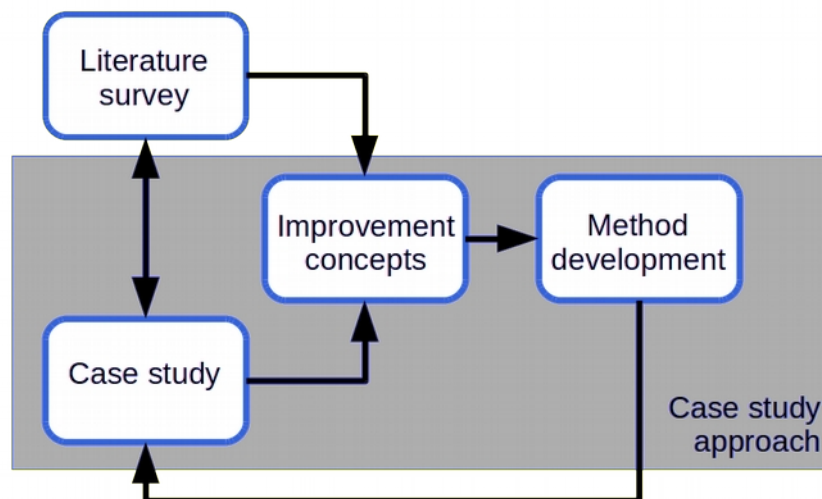 Literature
survey
Improvement
concepts
Method
development
Case study
Case study
approach